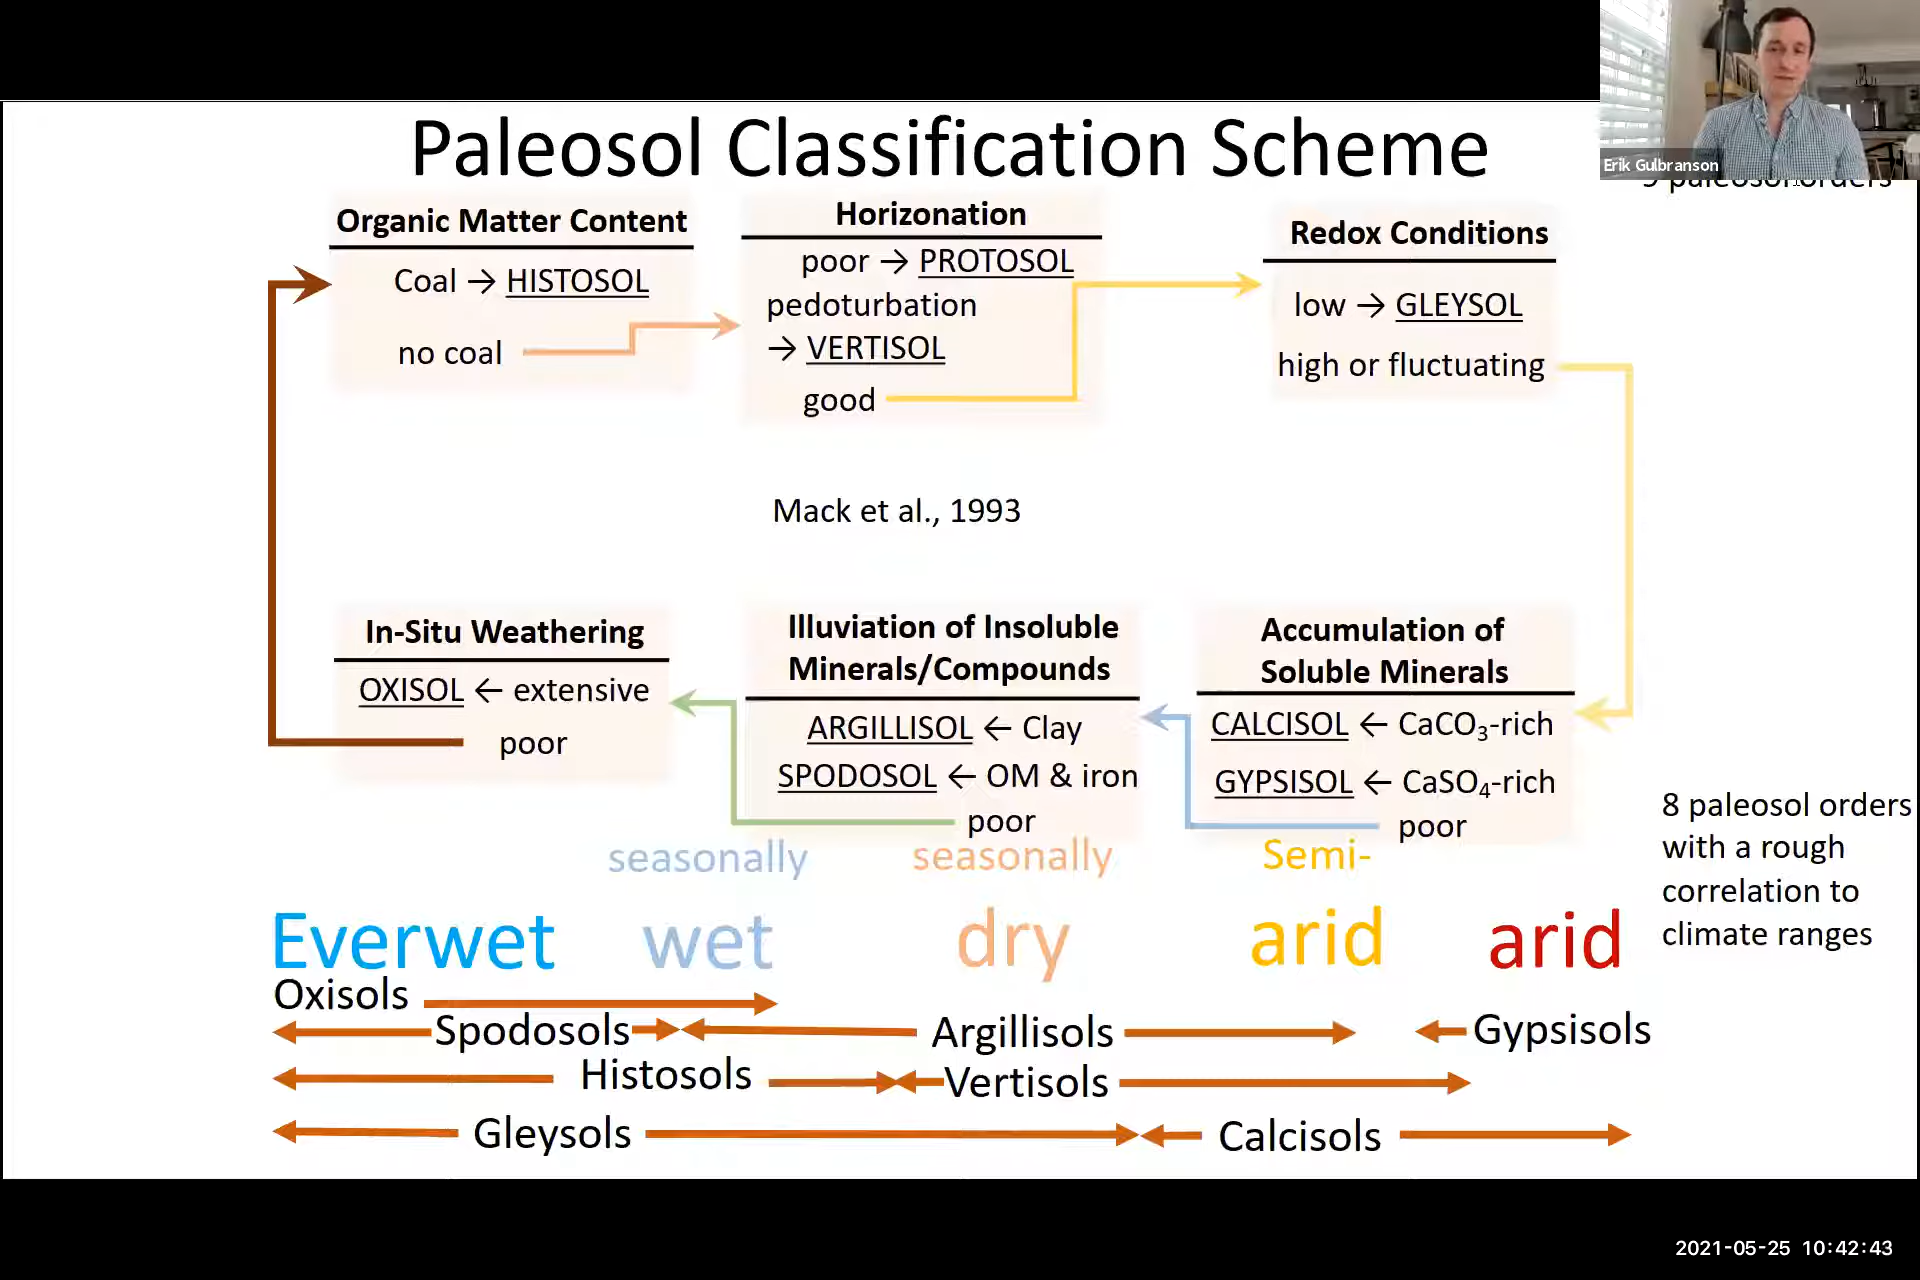 Paleosol Classification Scheme
Erik Gulbranson
9 paleosol orders
Organic Matter Content
Coal → HISTOSOL
no coal
Horizonation
poor → PROTOSOL
pedoturbation
→ VERTISOL
good
Redox Conditions
low → GLEYSOL
high or fluctuating
Mack et al., 1993
In-Situ Weathering
OXISOL ← extensive
poor
Illuviation of Insoluble
Minerals/Compounds
ARGILLISOL ← Clay
SPODOSOL ← OM & iron
poor
Accumulation of
Soluble Minerals
CALCISOL ← CaCO₃-rich
GYPSISOL ← CaSO₄-rich
poor
8 paleosol orders
with a rough
correlation to
climate ranges
seasonally
seasonally
Semi-
Everwet
wet
dry
arid
arid
Oxisols
Spodosols
Argillisols
Gypsisols
Histosols
Vertisols
Gleysols
Calcisols
2021-05-25 10:42:43